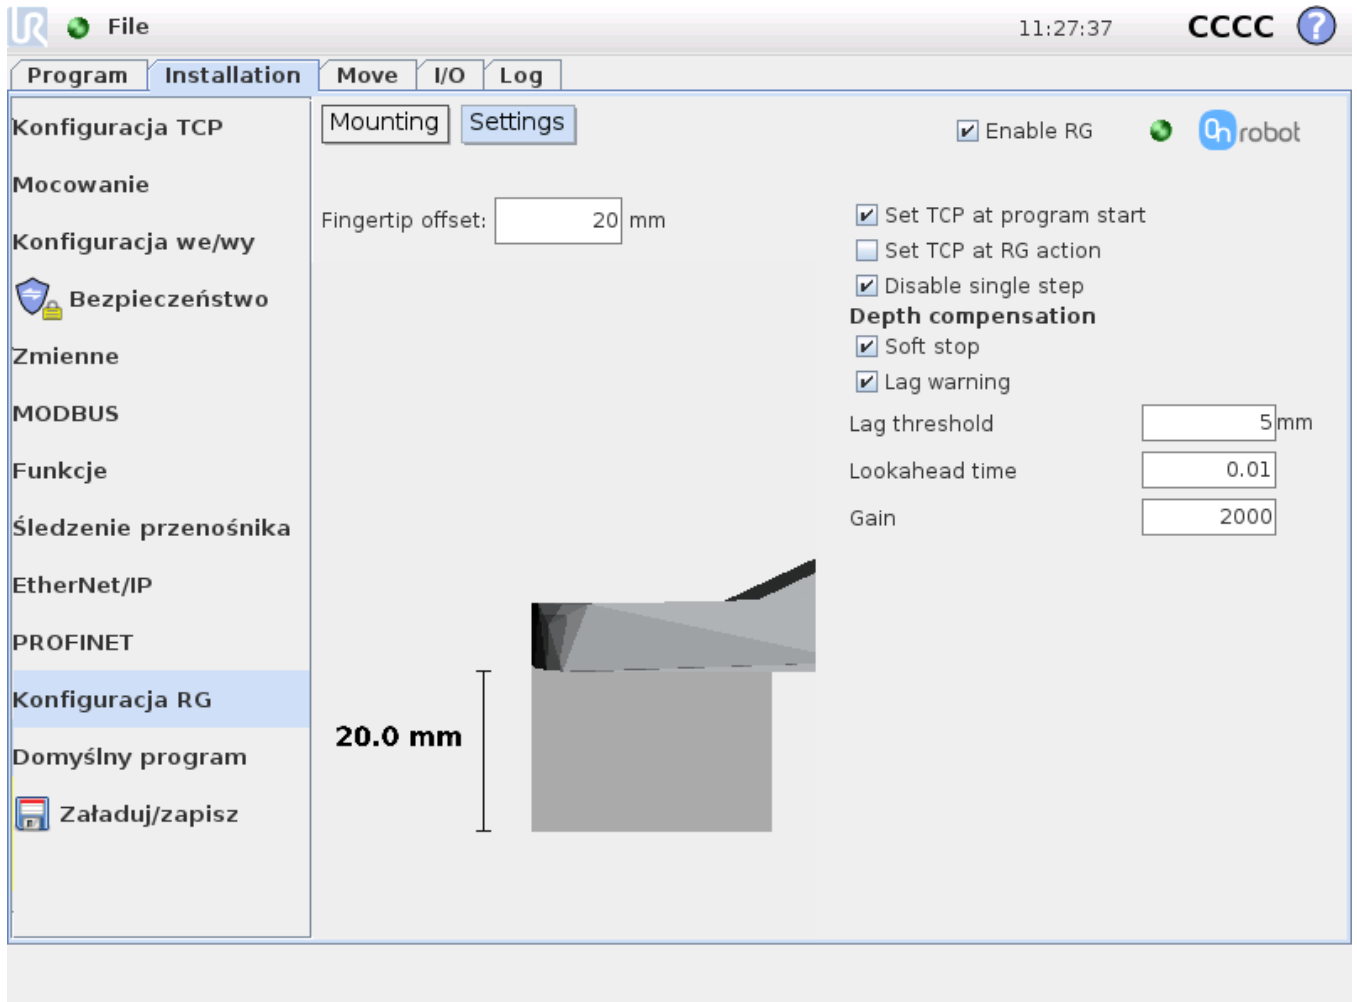 UR File 11:27:37 CCCC ?
Program Installation Move I/O Log
Konfiguracja TCP
Mocowanie
Konfiguracja we/wy
Bezpieczeństwo
Zmienne
MODBUS
Funkcje
Śledzenie przenośnika
EtherNet/IP
PROFINET
Konfiguracja RG
Domyślny program
Załaduj/zapisz
Mounting Settings
Enable RG
On robot
Fingertip offset: 20 mm
20.0 mm
Set TCP at program start
Set TCP at RG action
Disable single step
Depth compensation
Soft stop
Lag warning
Lag threshold 5 mm
Lookahead time 0.01
Gain 2000